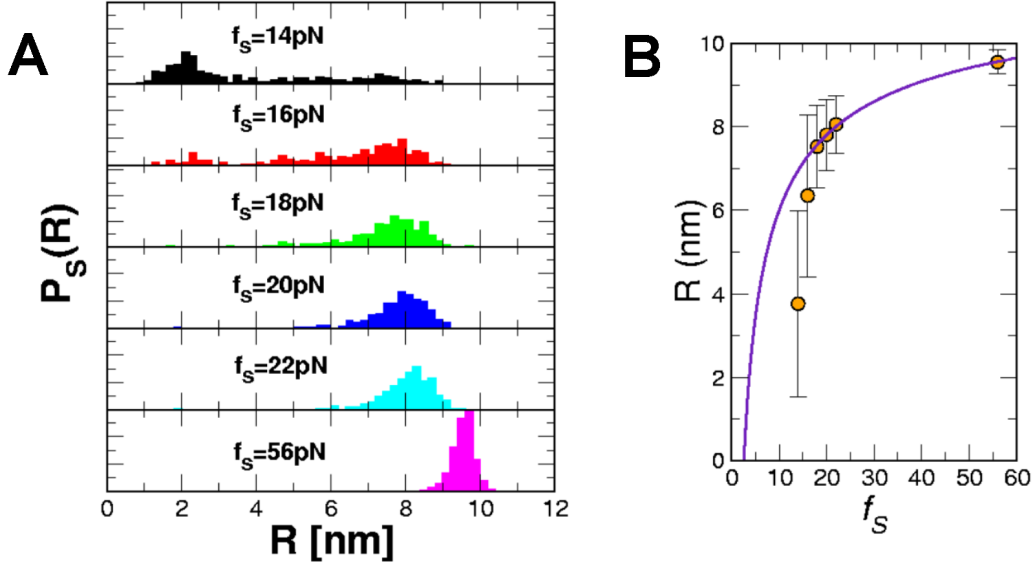 A
f_S=14pN
f_S=16pN
f_S=18pN
f_S=20pN
f_S=22pN
f_S=56pN
P_S(R)
0 2 4 6 8 10 12
R [nm]
B
10
8
6
4
2
0
R (nm)
0 10 20 30 40 50 60
f_S